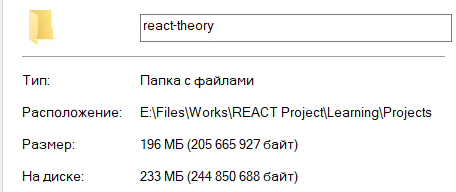 react-theory
Тип: Папка с файлами
Расположение: E:\Files\Works\REACT Project\Learning\Projects
Размер: 196 МБ (205 665 927 байт)
На диске: 233 МБ (244 850 688 байт)